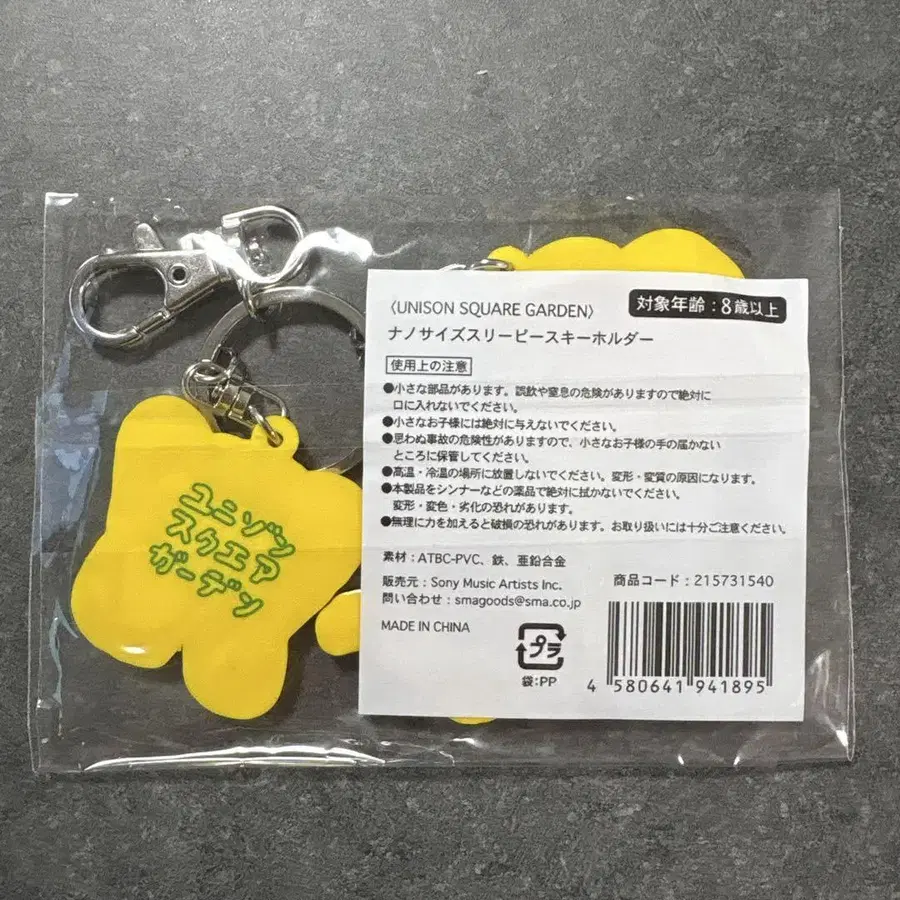 〈UNISON SQUARE GARDEN〉
対象年齢：8歳以上
ナノサイズスリーピースキーホルダー
使用上の注意
●小さな部品があります。誤飲や窒息の危険がありますので絶対に
口に入れないでください。
●小さなお子様には絶対に与えないでください。
●思わぬ事故の危険性がありますので、小さなお子様の手の届かない
ところに保管してください。
●高温・冷温の場所に放置しないでください。変形・変質の原因になります。
●本製品をシンナーなどの薬品で絶対に拭かないでください。
変形・変色・劣化の恐れがあります。
●無理に力を加えると破損の恐れがあります。お取り扱いには十分ご注意ください。
素材：ATBC-PVC、鉄、亜鉛合金
販売元：Sony Music Artists Inc.
問い合わせ：smagoods@sma.co.jp
MADE IN CHINA
プラ
袋:PP
商品コード：215731540
4 580641 941895
ユニゾン
スクエア
ガーデン